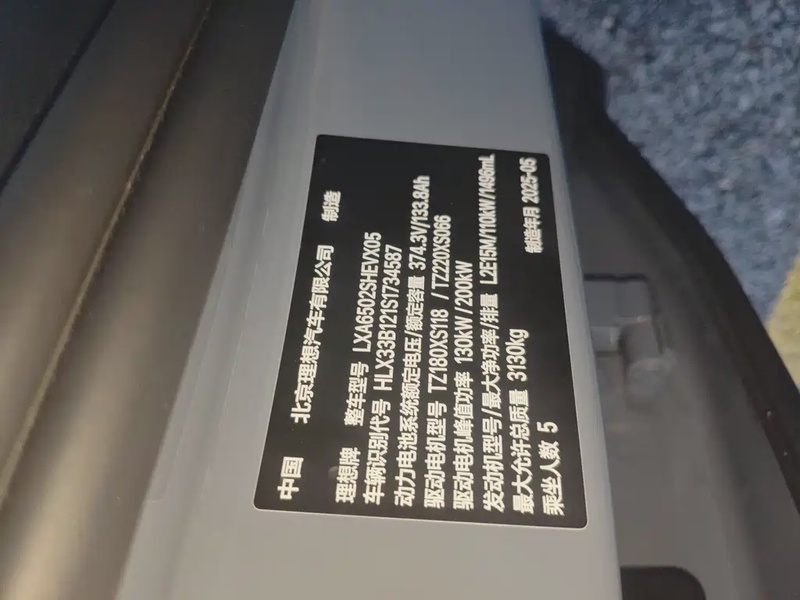 中国 北京理想汽车有限公司 制造
理想牌 整车型号 LXA6502SHEVX05
车辆识别代号 HLX33B121S1734587
动力电池系统额定电压/额定容量 374.3V/133.8Ah
驱动电机型号 TZ180XS118 / TZ220XS066
驱动电机峰值功率 130kW/200kW
发动机型号/最大净功率/排量 L2E15M/110kW/1496mL
最大允许总质量 3130kg
乘坐人数 5 制造年月 2025-05